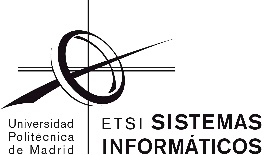 Universidad
Politecnica
de Madrid
ETSI SISTEMAS
INFORMÁTICOS